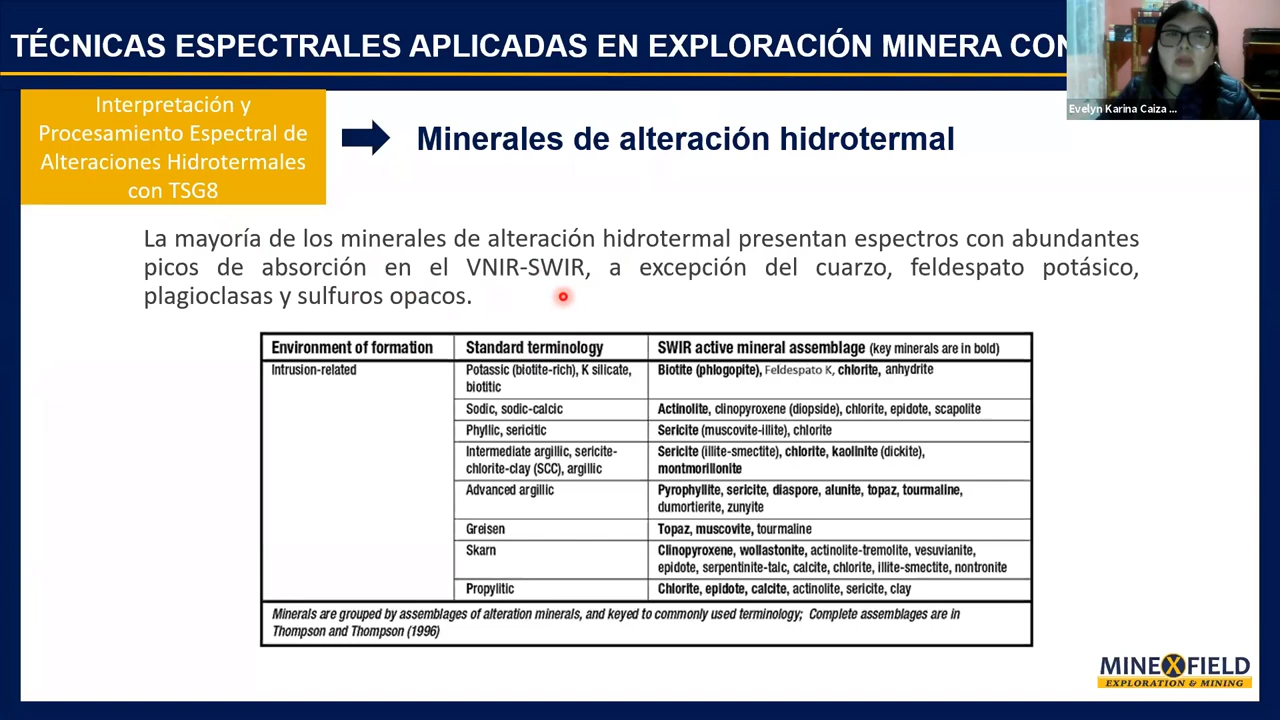 TÉCNICAS ESPECTRALES APLICADAS EN EXPLORACIÓN MINERA CON
Evelyn Karina Caiza ...
Interpretación y
Procesamiento Espectral de
Alteraciones Hidrotermales
con TSG8
Minerales de alteración hidrotermal
La mayoría de los minerales de alteración hidrotermal presentan espectros con abundantes
picos de absorción en el VNIR-SWIR, a excepción del cuarzo, feldespato potásico,
plagioclasas y sulfuros opacos.
Environment of formation Standard terminology SWIR active mineral assemblage (key minerals are in bold)
Intrusion-related Potassic (biotite-rich), K silicate, Biotite (phlogopite), Feldespato K, chlorite, anhydrite
biotitic
Sodic, sodic-calcic Actinolite, clinopyroxene (diopside), chlorite, epidote, scapolite
Phyllic, sericitic Sericite (muscovite-illite), chlorite
Intermediate argillic, sericite- Sericite (illite-smectite), chlorite, kaolinite (dickite),
chlorite-clay (SCC), argillic montmorillonite
Advanced argillic Pyrophyllite, sericite, diaspore, alunite, topaz, tourmaline,
dumortierite, zunyite
Greisen Topaz, muscovite, tourmaline
Skarn Clinopyroxene, wollastonite, actinolite-tremolite, vesuvianite,
epidote, serpentinite-talc, calcite, chlorite, illite-smectite, nontronite
Propylitic Chlorite, epidote, calcite, actinolite, sericite, clay
Minerals are grouped by assemblages of alteration minerals, and keyed to commonly used terminology; Complete assemblages are in
Thompson and Thompson (1996)
MINEXFIELD
EXPLORATION & MINING